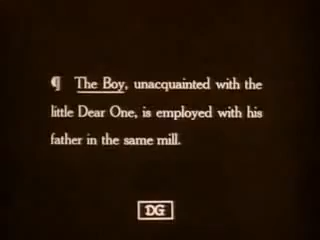 ¶ The Boy, unacquainted with the
little Dear One, is employed with his
father in the same mill.
DG